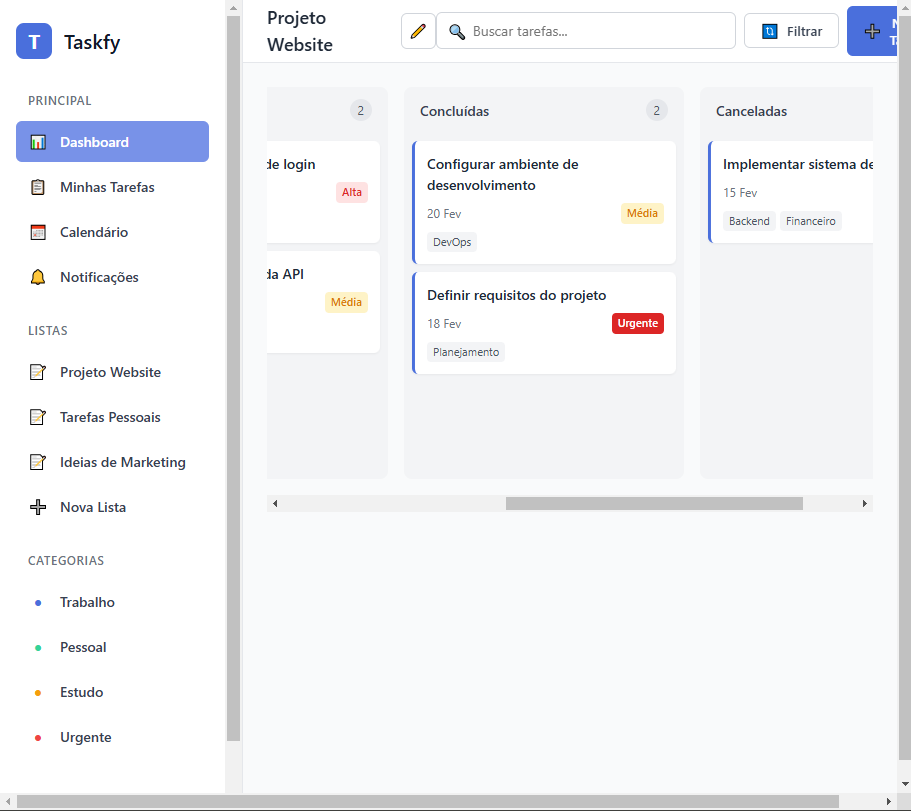 T Taskfy
PRINCIPAL
Dashboard
Minhas Tarefas
Calendário
Notificações
LISTAS
Projeto Website
Tarefas Pessoais
Ideias de Marketing
Nova Lista
CATEGORIAS
Trabalho
Pessoal
Estudo
Urgente
Projeto
Website
Buscar tarefas...
Filtrar
2
de login
Alta
da API
Média
Concluídas 2
Configurar ambiente de
desenvolvimento
20 Fev Média
DevOps
Definir requisitos do projeto
18 Fev Urgente
Planejamento
Canceladas
Implementar sistema de
15 Fev
Backend Financeiro